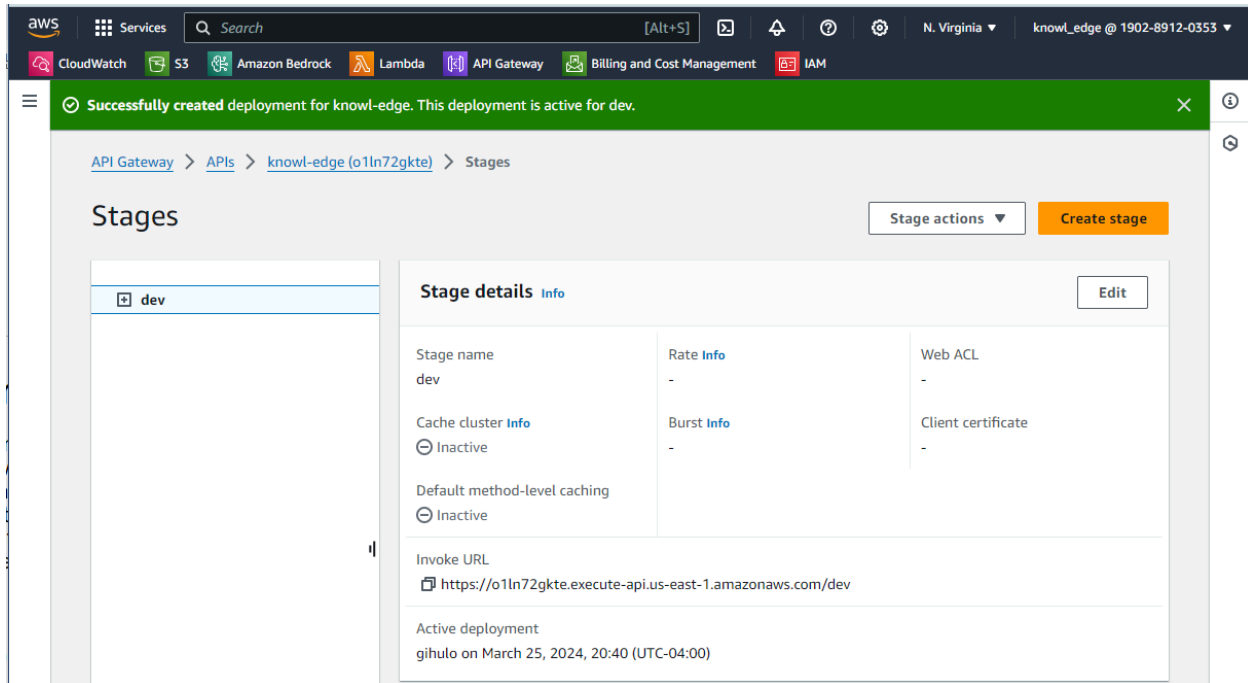 aws Services Search [Alt+S] N. Virginia ▼ knowl_edge @ 1902-8912-0353 ▼
CloudWatch S3 Amazon Bedrock Lambda API Gateway Billing and Cost Management IAM
Successfully created deployment for knowl-edge. This deployment is active for dev.
API Gateway > APIs > knowl-edge (o1ln72gkte) > Stages
Stages
Stage actions ▼ Create stage
dev
Stage details Info Edit
Stage name Rate Info Web ACL
dev - -
Cache cluster Info Burst Info Client certificate
Inactive - -
Default method-level caching
Inactive
Invoke URL
https://o1ln72gkte.execute-api.us-east-1.amazonaws.com/dev
Active deployment
gihulo on March 25, 2024, 20:40 (UTC-04:00)